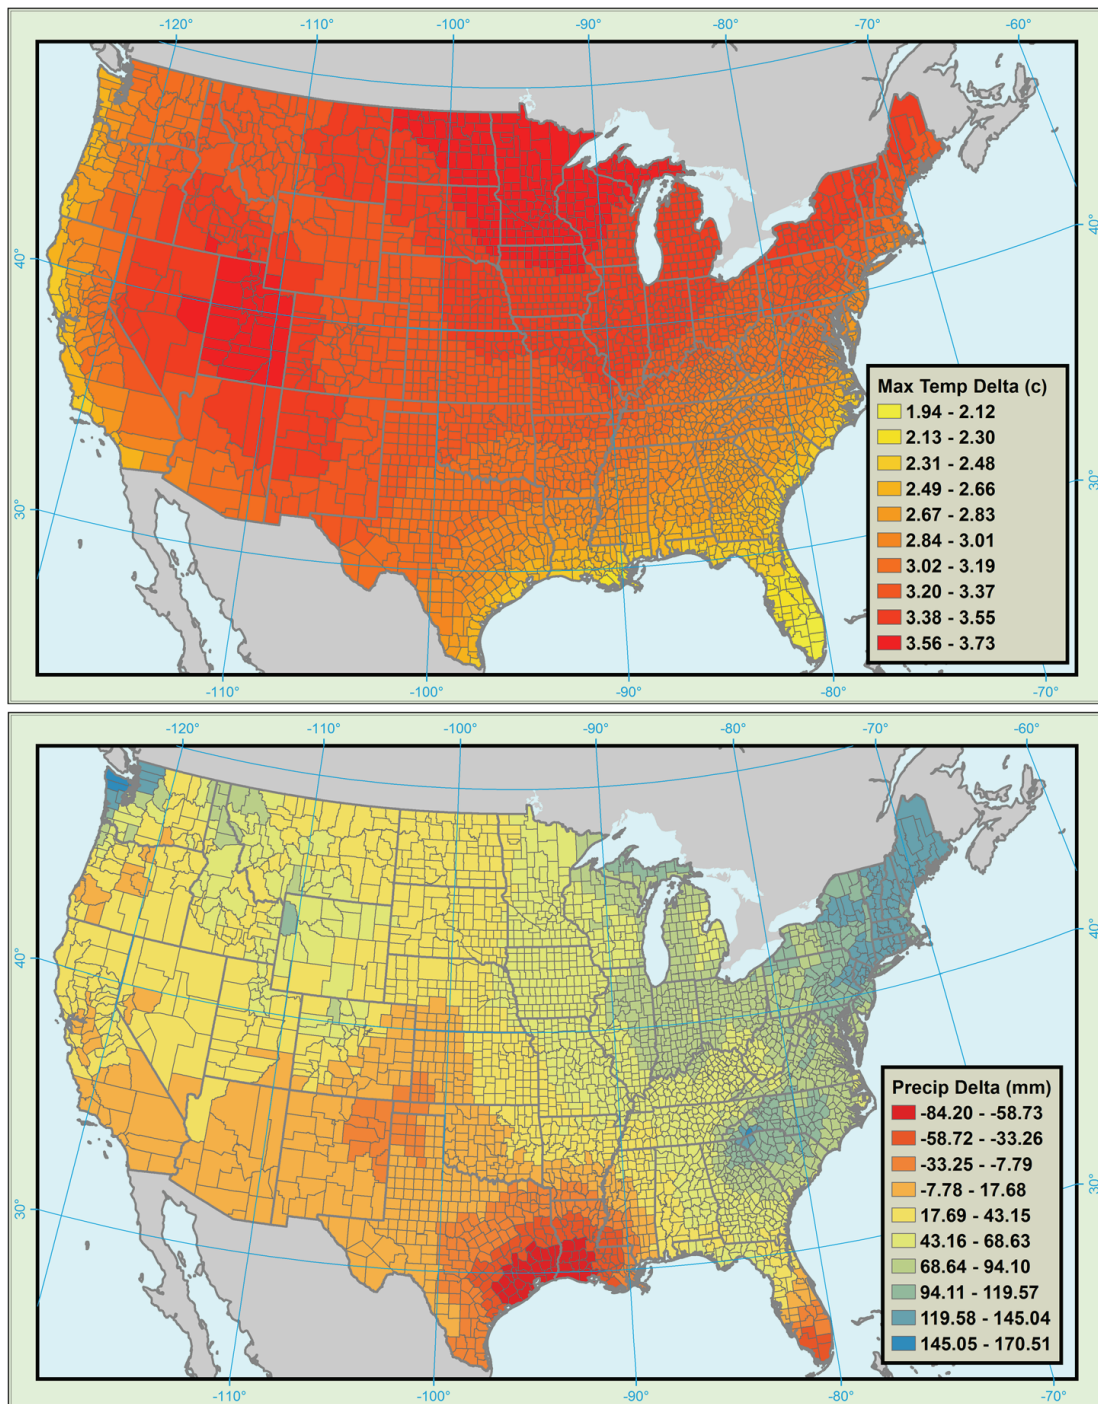 -120° -110° -100° -90° -80° -70° -60°
40°
40°
30°
30°
Max Temp Delta (c)
1.94 - 2.12
2.13 - 2.30
2.31 - 2.48
2.49 - 2.66
2.67 - 2.83
2.84 - 3.01
3.02 - 3.19
3.20 - 3.37
3.38 - 3.55
3.56 - 3.73
-110° -100° -90° -80° -70°
-120° -110° -100° -90° -80° -70° -60°
40°
40°
30°
30°
Precip Delta (mm)
-84.20 - -58.73
-58.72 - -33.26
-33.25 - -7.79
-7.78 - 17.68
17.69 - 43.15
43.16 - 68.63
68.64 - 94.10
94.11 - 119.57
119.58 - 145.04
145.05 - 170.51
-110° -100° -90° -80° -70°